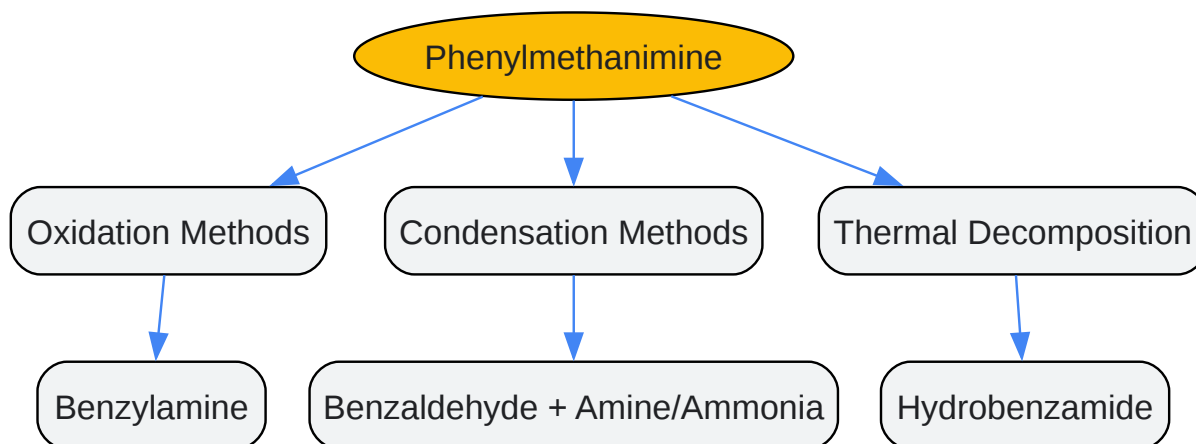 Phenylmethanimine
Oxidation Methods
Condensation Methods
Thermal Decomposition
Benzylamine
Benzaldehyde + Amine/Ammonia
Hydrobenzamide